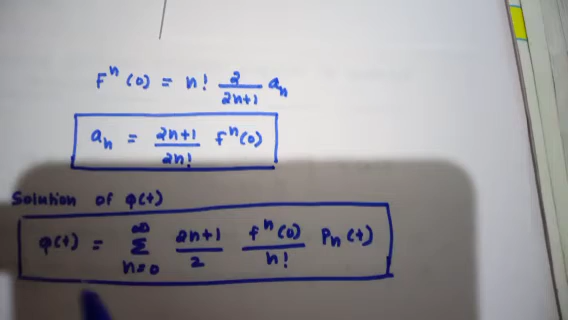 Fⁿ(0) = n! 2/2n+1 aₙ
aₙ = 2n+1/2n! fⁿ(0)
Solution of φ(t)
φ(t) = ∞ Σ n=0 2n+1/2 fⁿ(0)/n! Pₙ(t)